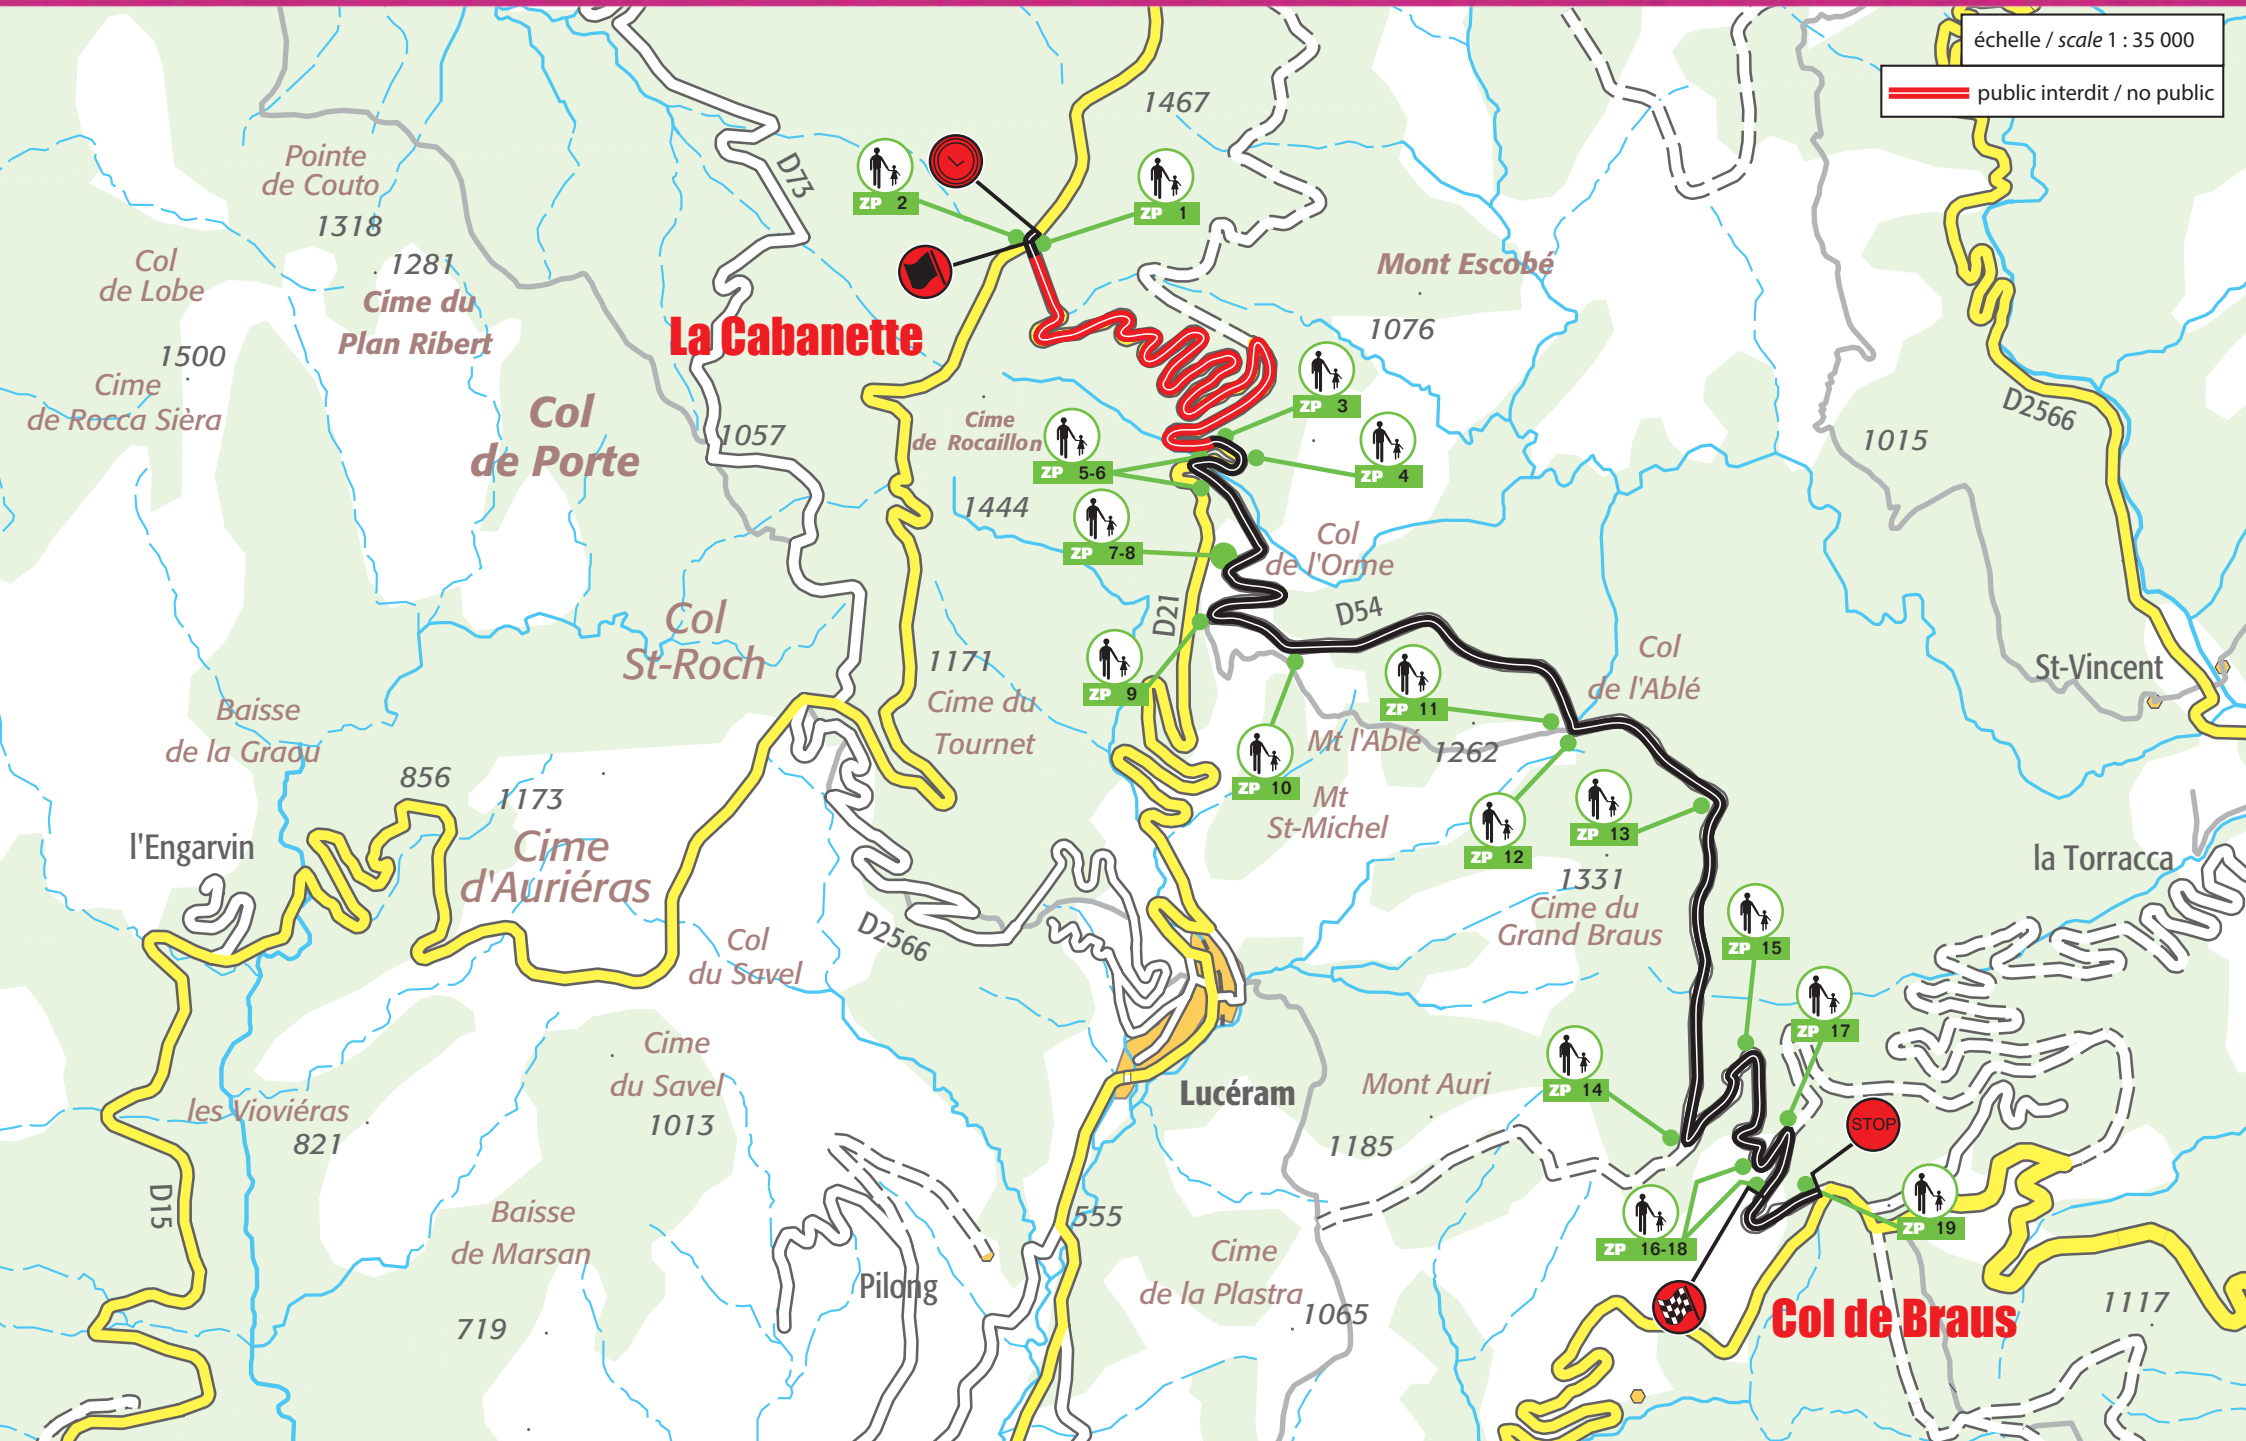 échelle / scale 1 : 35 000
public interdit / no public
1467
Pointe
de Couto
1318
D73
ZP 2
ZP 1
Col
de Lobe
1281
Cime du
Plan Ribert
Mont Escobé
1076
La Cabanette
1500
Cime
de Rocca Sièra
Col
de Porte
1057
Cime
de Rocaillon
1444
ZP 3
ZP 4
ZP 5-6
ZP 7-8
D2566
1015
Col
de l'Orme
D21
D54
Col
St-Roch
1171
Cime du
Tournet
ZP 9
ZP 10
ZP 11
Col
de l'Ablé
St-Vincent
Baisse
de la Graou
Mt l'Ablé
1262
Mt
St-Michel
ZP 12
ZP 13
856
1173
l'Engarvin
Cime
d'Auriéras
1331
Cime du
Grand Braus
la Torracca
D2566
Col
du Savel
ZP 15
ZP 17
Cime
du Savel
1013
Lucéram
Mont Auri
1185
ZP 14
STOP
les Vioviéras
821
D15
Baisse
de Marsan
719
555
Pilong
Cime
de la Plastra
1065
ZP 16-18
ZP 19
Col de Braus
1117